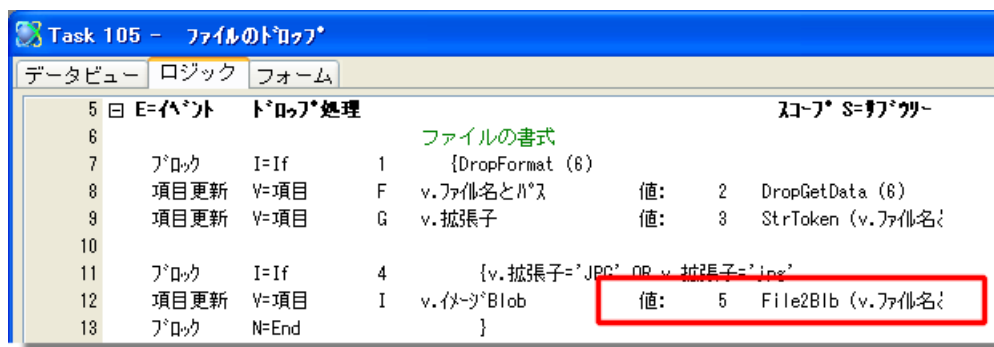 Task 105 - ファイルのドロップ
データビュー ロジック フォーム
5 E=イベント ドロップ処理 スコープ S=サブツリー
6 ファイルの書式
7 ブロック I=If 1 {DropFormat (6)
8 項目更新 V=項目 F v.ファイル名とパス 値: 2 DropGetData (6)
9 項目更新 V=項目 G v.拡張子 値: 3 StrToken (v.ファイル名と
10
11 ブロック I=If 4 {v.拡張子='JPG' OR v.拡張子='jpg'
12 項目更新 V=項目 I v.イメージBlob 値: 5 File2Blb (v.ファイル名と
13 ブロック N=End }